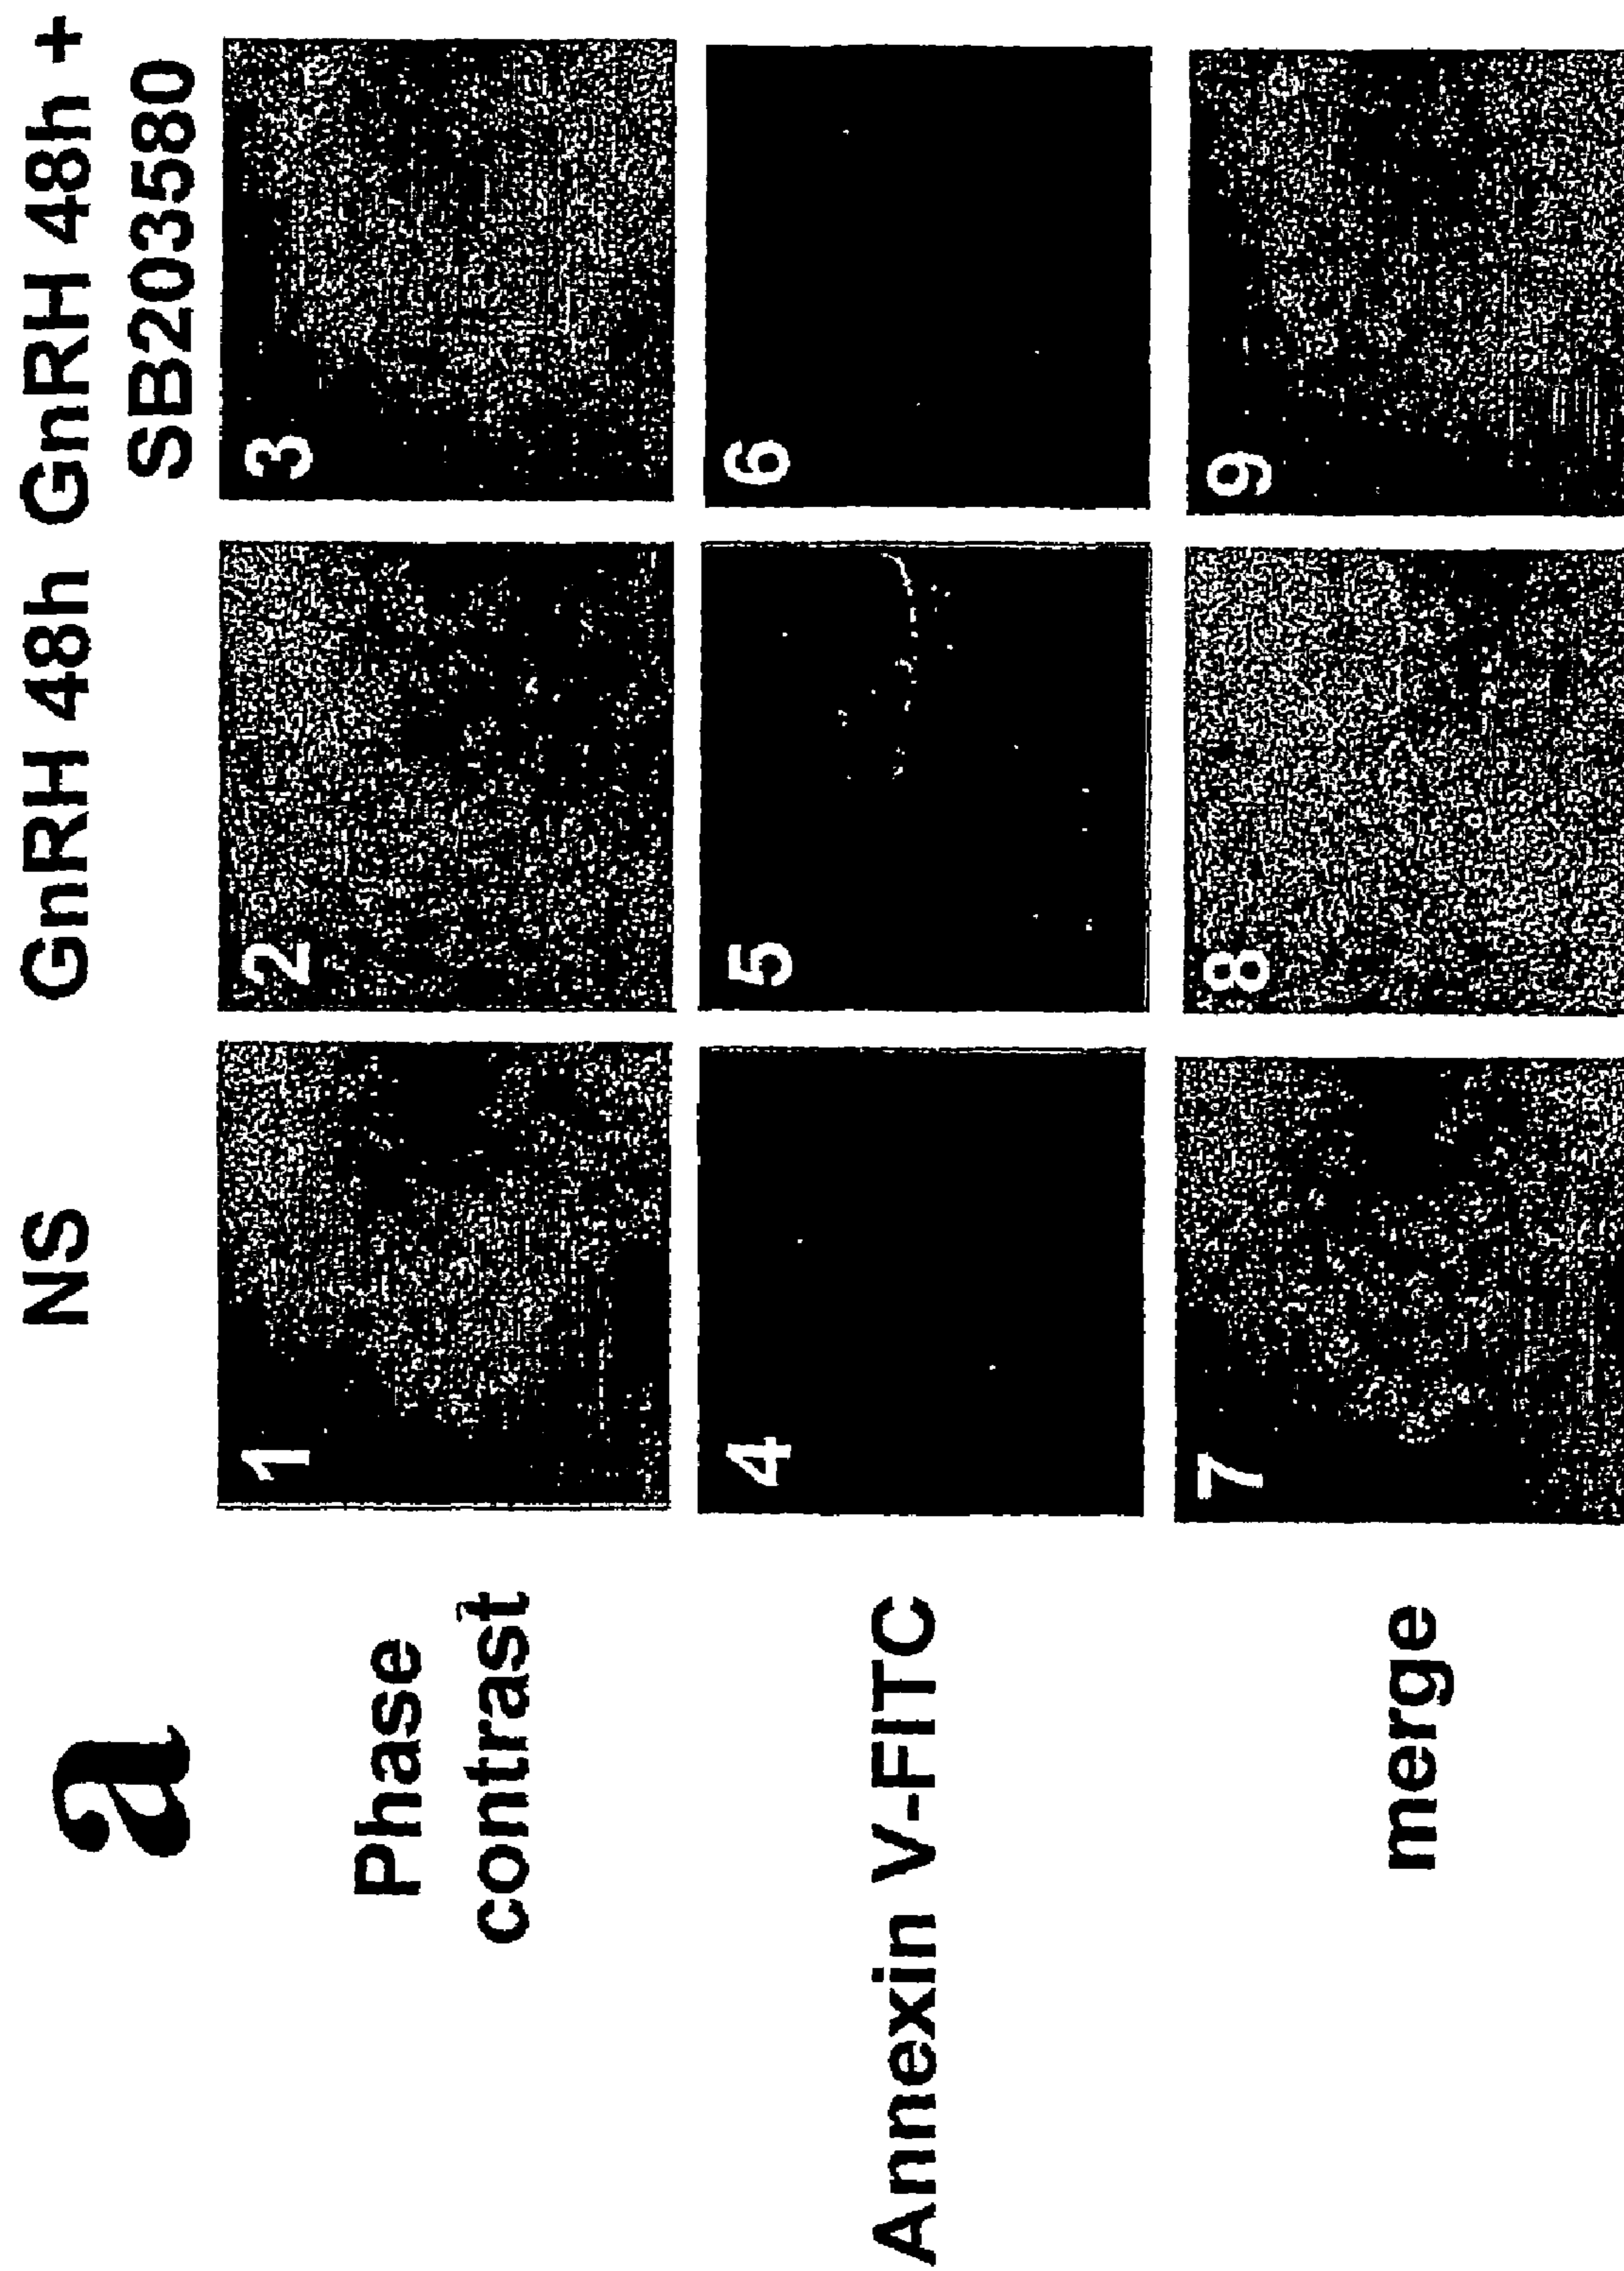 a
NS
GnRH 48h
GnRH 48h +
SB203580
Phase
contrast
1
2
3
Annexin V-FITC
4
5
6
merge
7
8
9